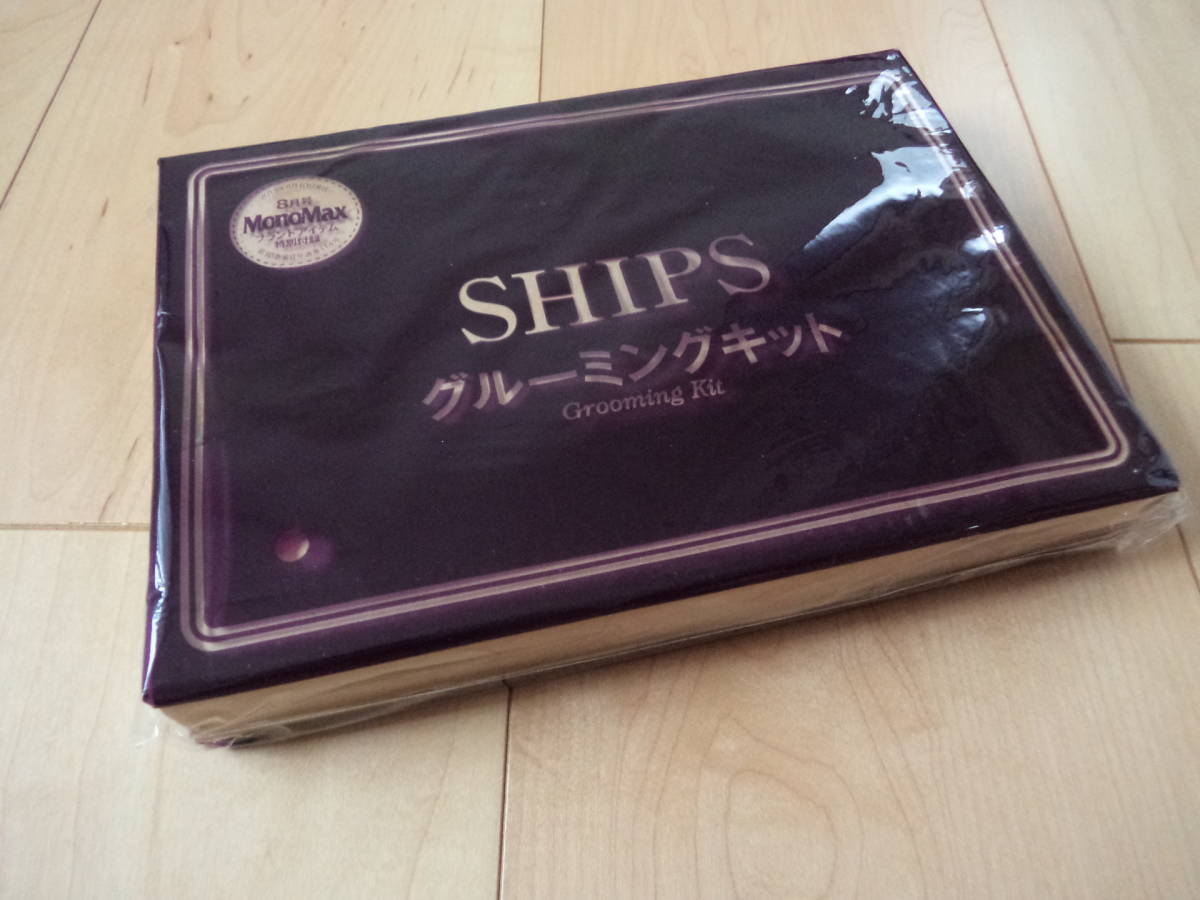 8月号
MonoMax
ブランドアイテム
特別付録
SHIPS
グルーミングキット
Grooming Kit